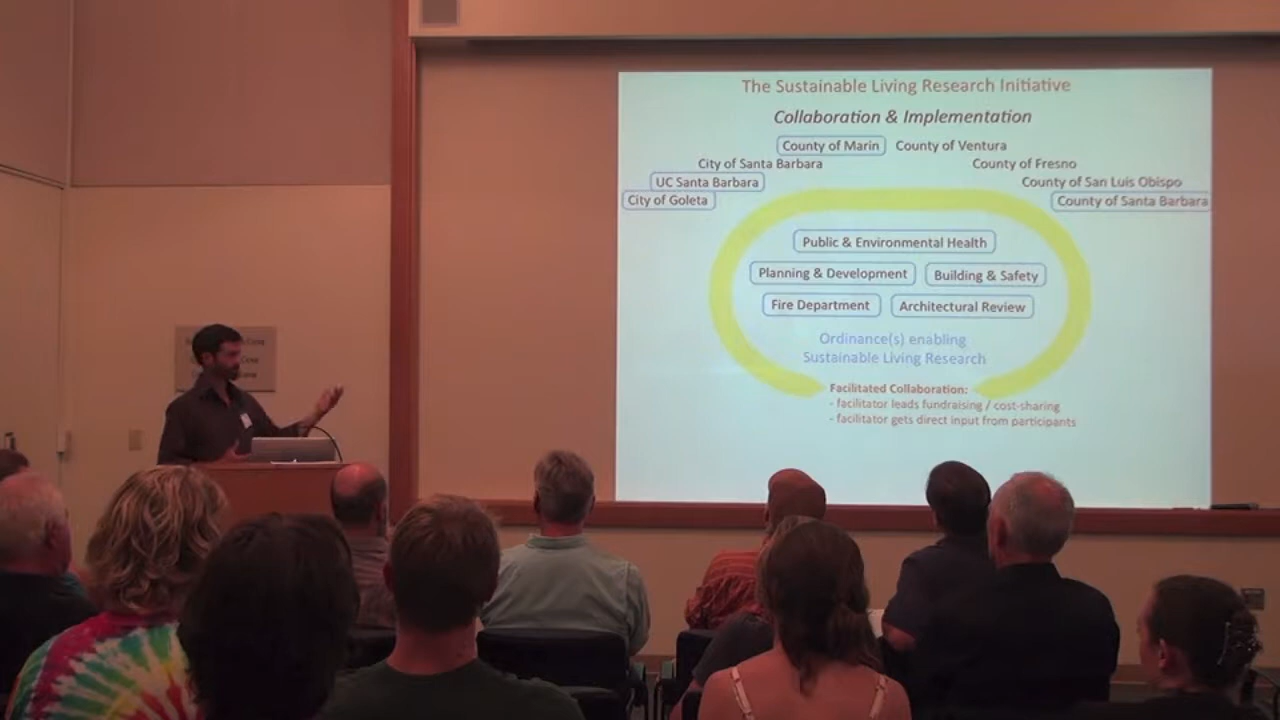 The Sustainable Living Research Initiative
Collaboration & Implementation
County of Marin County of Ventura
City of Santa Barbara County of Fresno
UC Santa Barbara County of San Luis Obispo
City of Goleta County of Santa Barbara
Public & Environmental Health
Planning & Development Building & Safety
Fire Department Architectural Review
Ordinance(s) enabling
Sustainable Living Research
Facilitated Collaboration:
- facilitator leads fundraising / cost-sharing
- facilitator gets direct input from participants